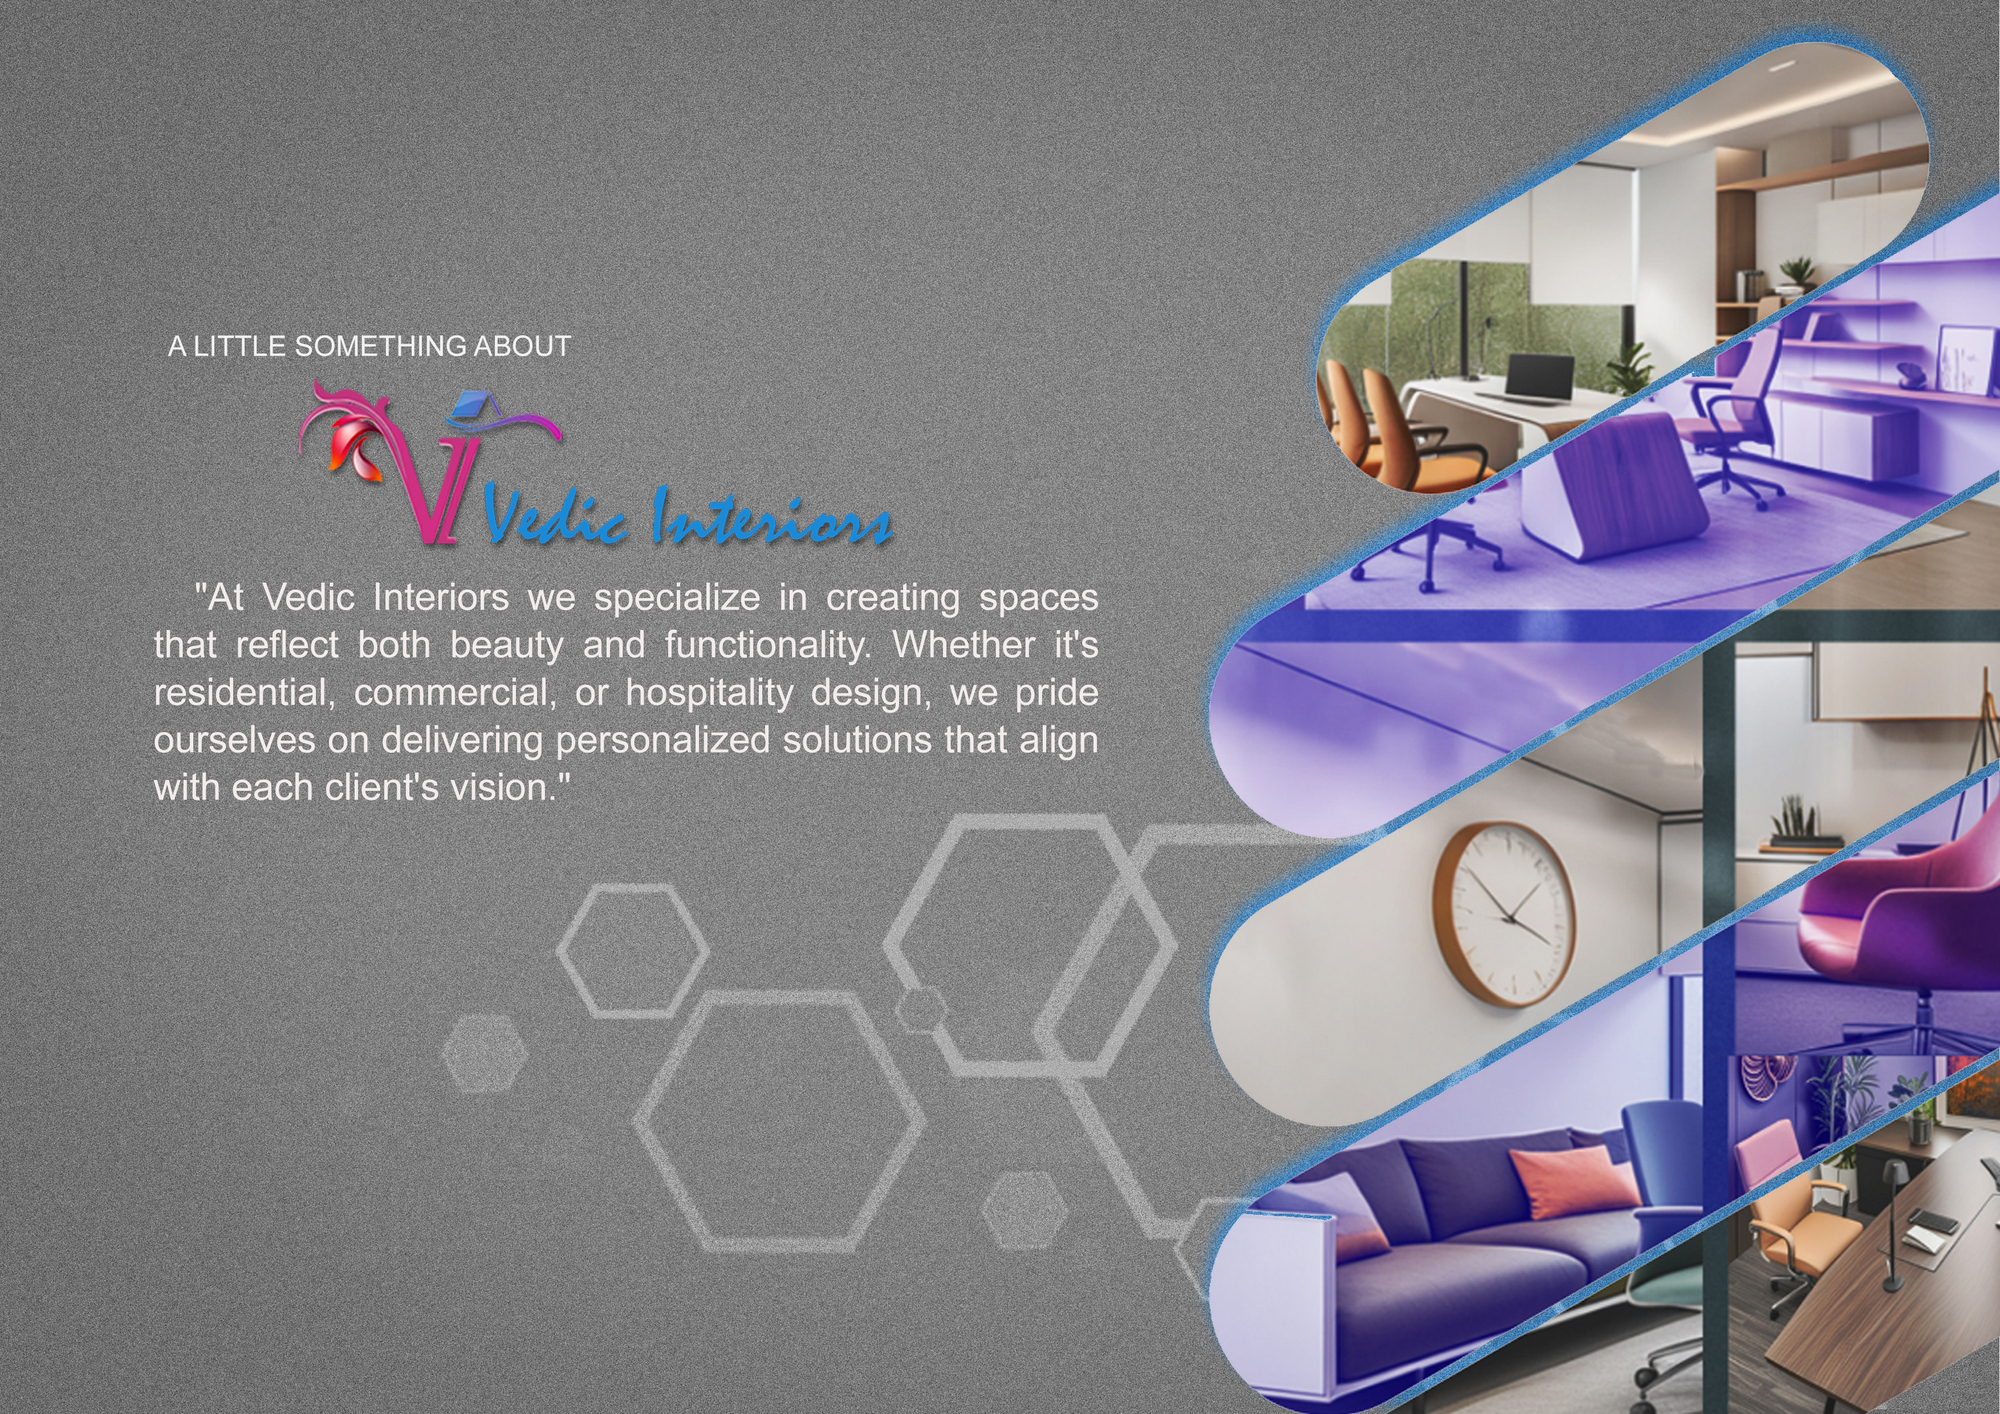 A LITTLE SOMETHING ABOUT
VI
Vedic Interiors
"At Vedic Interiors we specialize in creating spaces
that reflect both beauty and functionality. Whether it's
residential, commercial, or hospitality design, we pride
ourselves on delivering personalized solutions that align
with each client's vision."